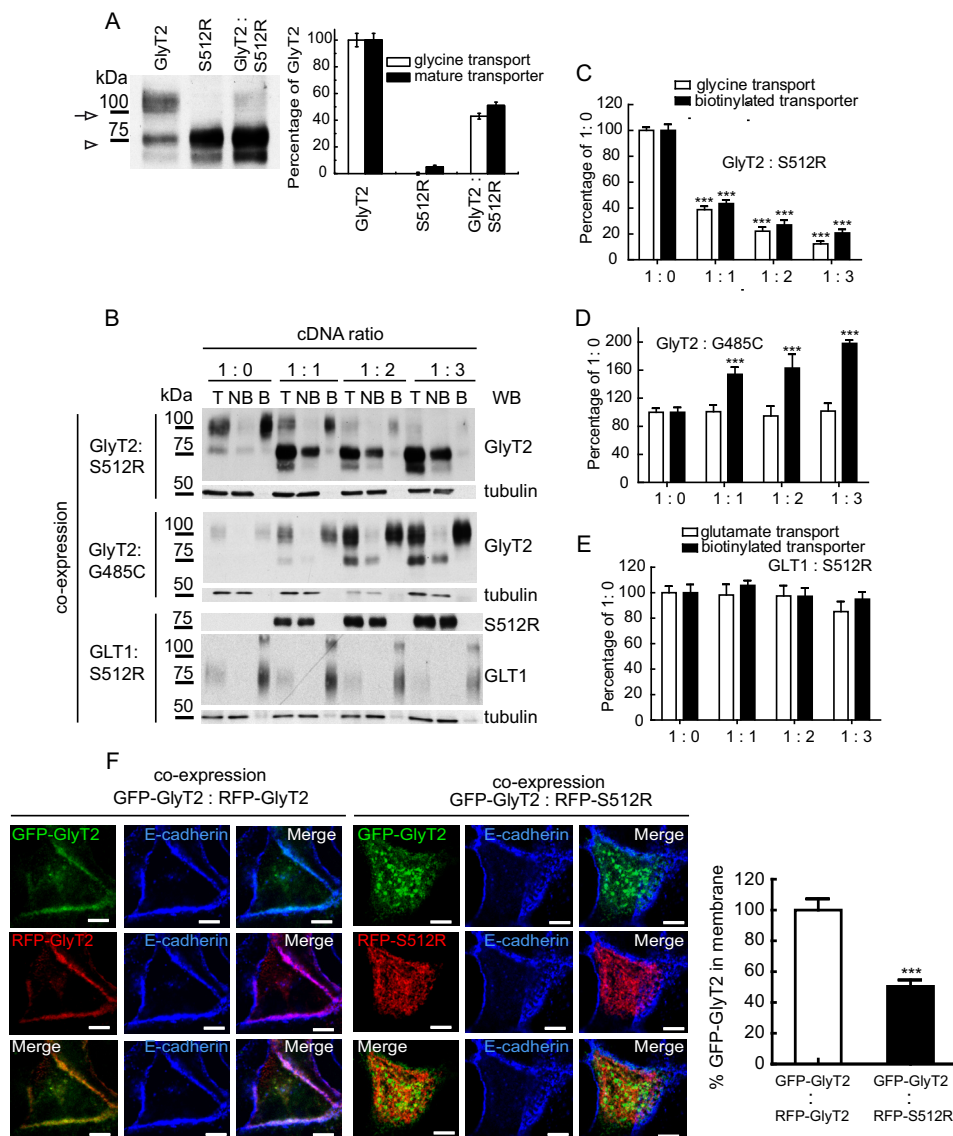 A
GlyT2
S512R
GlyT2 :
S512R
kDa
100
75
Percentage of GlyT2
100
80
60
40
20
0
glycine transport
mature transporter
GlyT2
S512R
GlyT2 :
S512R
C
glycine transport
biotinylated transporter
GlyT2 : S512R
Percentage of 1: 0
100
80
60
40
20
0
*** ***
*** ***
*** ***
1 : 0
1 : 1
1 : 2
1 : 3
B
cDNA ratio
1 : 0
1 : 1
1 : 2
1 : 3
kDa
T NB B
T NB B
T NB B
T NB B
WB
co-expression
GlyT2:
S512R
100
75
50
GlyT2
tubulin
GlyT2:
G485C
100
75
50
GlyT2
tubulin
GLT1:
S512R
75
S512R
100
75
50
GLT1
tubulin
D
GlyT2 : G485C
Percentage of 1: 0
200
160
120
80
40
0
***
***
***
1 : 0
1 : 1
1 : 2
1 : 3
E
glutamate transport
biotinylated transporter
GLT1 : S512R
Percentage of 1: 0
120
100
80
60
40
20
0
1 : 0
1 : 1
1 : 2
1 : 3
F
co-expression
GFP-GlyT2 : RFP-GlyT2
co-expression
GFP-GlyT2 : RFP-S512R
GFP-GlyT2
E-cadherin
Merge
GFP-GlyT2
E-cadherin
Merge
RFP-GlyT2
E-cadherin
Merge
RFP-S512R
E-cadherin
Merge
Merge
E-cadherin
Merge
Merge
E-cadherin
Merge
% GFP-GlyT2 in membrane
120
100
80
60
40
20
0
***
GFP-GlyT2
:
RFP-GlyT2
GFP-GlyT2
:
RFP-S512R